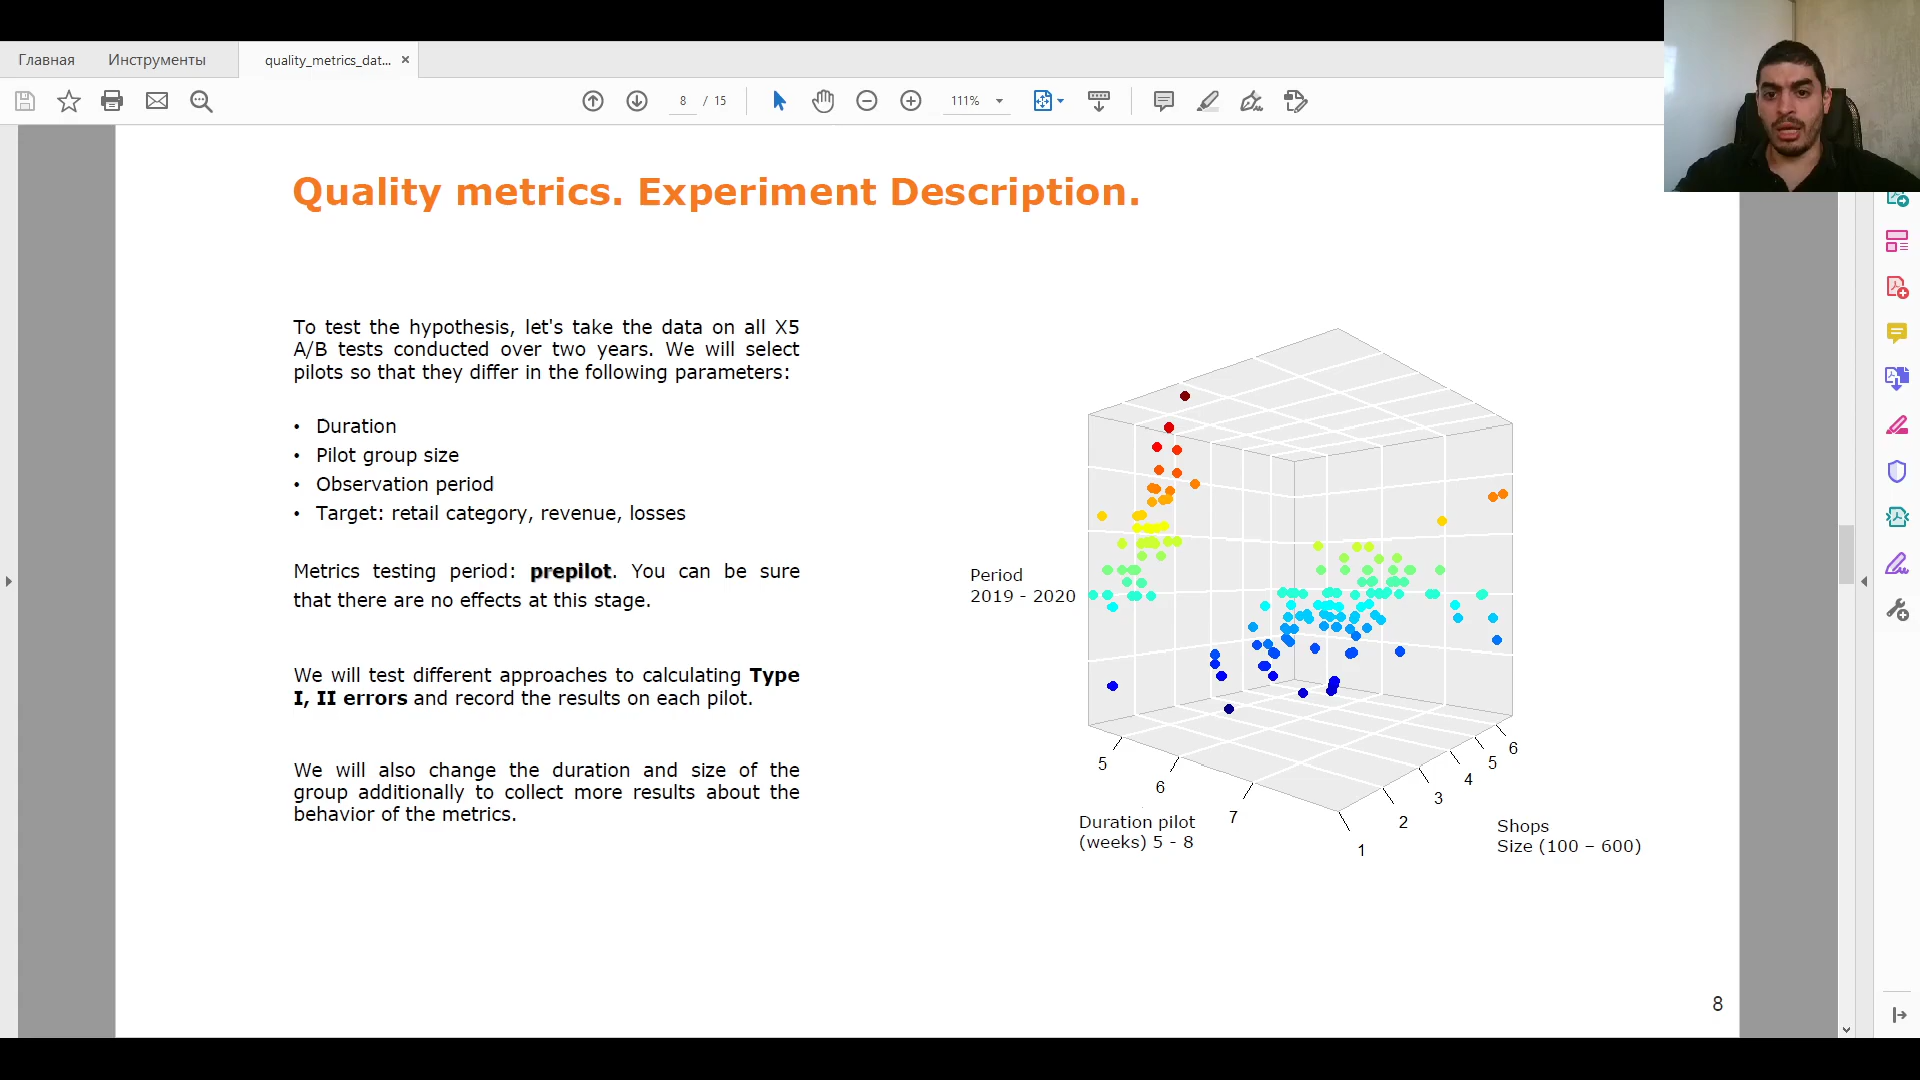 Главная
Инструменты
quality_metrics_dat...
8 / 15
111%
Quality metrics. Experiment Description.
To test the hypothesis, let's take the data on all X5
A/B tests conducted over two years. We will select
pilots so that they differ in the following parameters:
• Duration
• Pilot group size
• Observation period
• Target: retail category, revenue, losses
Metrics testing period: prepilot. You can be sure
that there are no effects at this stage.
We will test different approaches to calculating Type
I, II errors and record the results on each pilot.
We will also change the duration and size of the
group additionally to collect more results about the
behavior of the metrics.
Period
2019 - 2020
5
6
7
Duration pilot
(weeks) 5 - 8
1
2
3
4
5
6
Shops
Size (100 – 600)
8